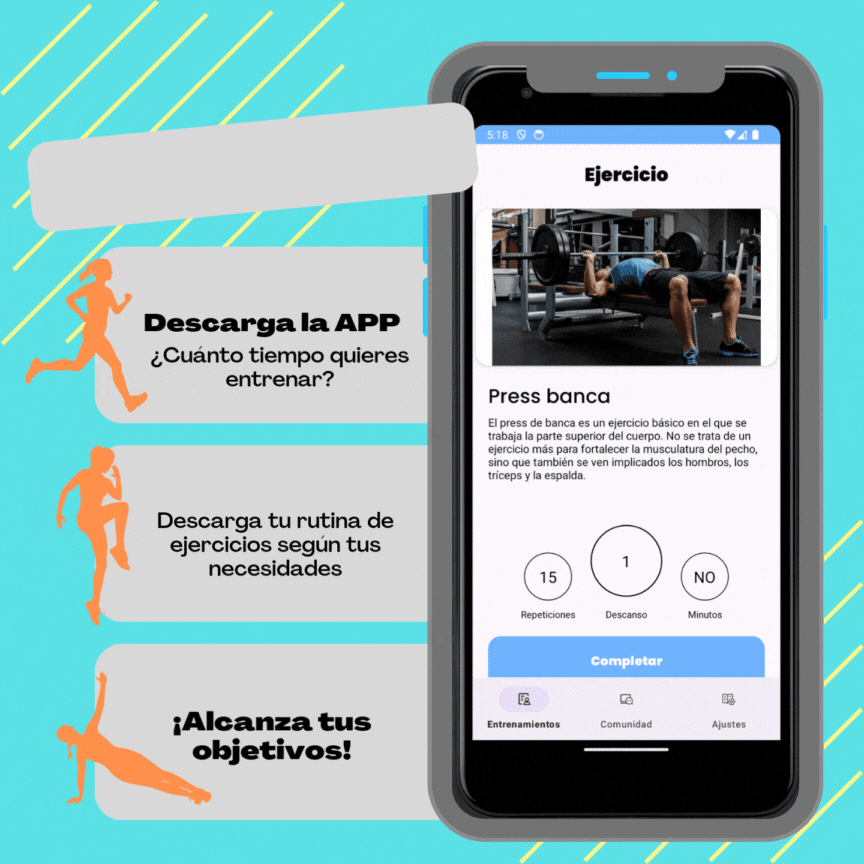 Descarga la APP
¿Cuánto tiempo quieres
entrenar?
Descarga tu rutina de
ejercicios según tus
necesidades
¡Alcanza tus
objetivos!
5:18
Ejercicio
Press banca
El press de banca es un ejercicio básico en el que se
trabaja la parte superior del cuerpo. No se trata de un
ejercicio más para fortalecer la musculatura del pecho,
sino que también se ven implicados los hombros, los
tríceps y la espalda.
15
1
NO
Repeticiones
Descanso
Minutos
Completar
Entrenamientos
Comunidad
Ajustes